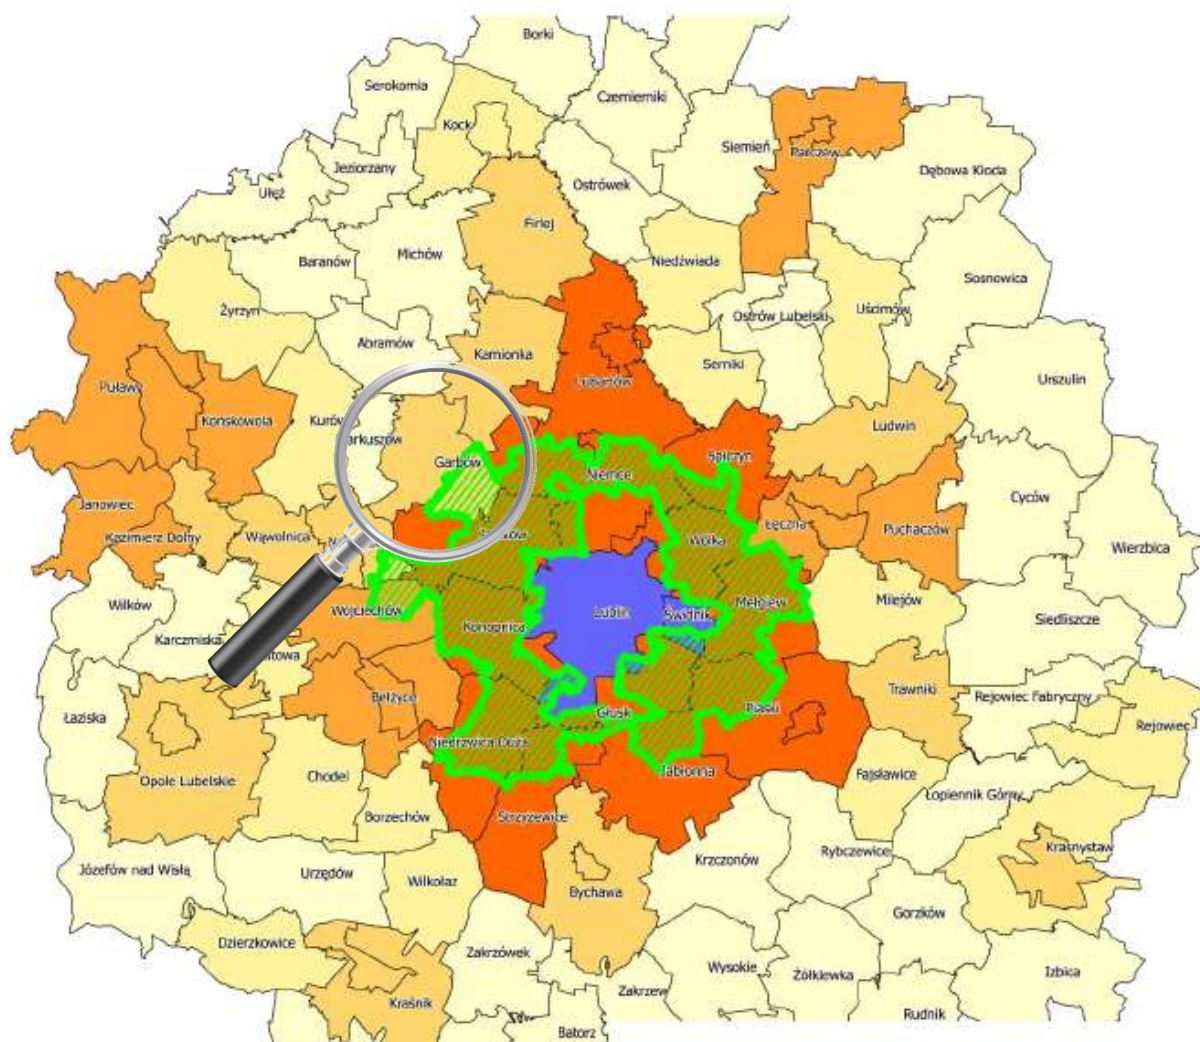 Borki
Serokomla
Czemierniki
Kock
Siemień
Parczew
Jeziorzany
Dębowa Kłoda
Ułęż
Ostrówek
Firlej
Michów
Baranów
Niedźwiada
Sosnowica
Żyrzyn
Uścimów
Ostrów Lubelski
Abramów
Kamionka
Serniki
Lubartów
Urszulin
Puławy
Końskowola
Kurów
arkuszów
Ludwin
Garbów
Spiczyn
Niemce
Cyców
Janowiec
Łęczna
Puchaczów
Kazimierz Dolny
Wąwolnica
Wólka
Wierzbica
Wilków
Wojciechów
Lublin
Świdnik
Mełgiew
Milejów
Konopnica
Siedliszcze
Karczmiska
Bełżyce
Trawniki
Rejowiec Fabryczny
Łaziska
Głusk
Piaski
Rejowiec
Niedrzwica Duża
Jabłonna
Opole Lubelskie
Chodel
Fajsławice
Łopiennik Górny
Borzechów
Strzyżewice
Krasnystaw
Rybczewice
Krzczonów
Józefów nad Wisłą
Urzędów
Wilkołaz
Bychawa
Gorzków
Dzierzkowice
Zakrzówek
Wysokie
Żółkiewka
Izbica
Zakrzew
Kraśnik
Rudnik
Batorz